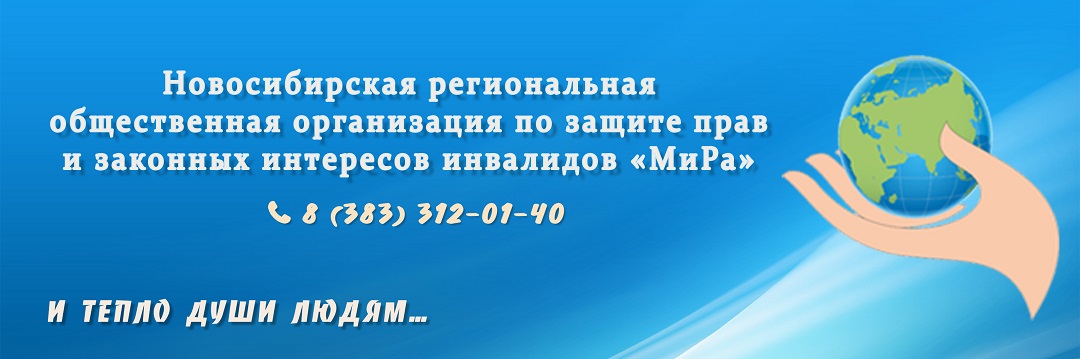 Новосибирская региональная
общественная организация по защите прав
и законных интересов инвалидов «МиРа»
8 (383) 312-01-40
И ТЕПЛО ДУШИ ЛЮДЯМ...